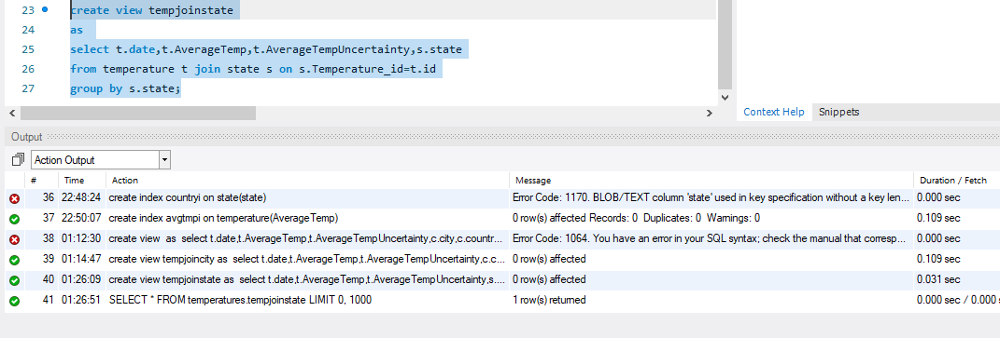 23 create view tempjoinstate
24 as
25 select t.date,t.AverageTemp,t.AverageTempUncertainty,s.state
26 from temperature t join state s on s.Temperature_id=t.id
27 group by s.state;
Context Help Snippets
Output
Action Output
# Time Action Message Duration / Fetch
36 22:48:24 create index countryi on state(state) Error Code: 1170. BLOB/TEXT column 'state' used in key specification without a key len... 0.000 sec
37 22:50:07 create index avgtmpi on temperature(AverageTemp) 0 row(s) affected Records: 0 Duplicates: 0 Warnings: 0 0.109 sec
38 01:12:30 create view as select t.date,t.AverageTemp,t.AverageTempUncertainty,c.city,c.countr... Error Code: 1064. You have an error in your SQL syntax; check the manual that corresp... 0.000 sec
39 01:14:47 create view tempjoincity as select t.date,t.AverageTemp,t.AverageTempUncertainty,c.c... 0 row(s) affected 0.109 sec
40 01:26:09 create view tempjoinstate as select t.date,t.AverageTemp,t.AverageTempUncertainty,s... 0 row(s) affected 0.031 sec
41 01:26:51 SELECT * FROM temperatures.tempjoinstate LIMIT 0, 1000 1 row(s) returned 0.000 sec / 0.000